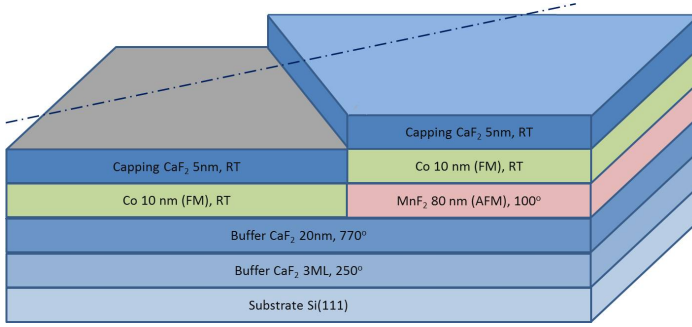 Capping CaF₂ 5nm, RT
Capping CaF₂ 5nm, RT
Co 10 nm (FM), RT
Co 10 nm (FM), RT
MnF₂ 80 nm (AFM), 100°
Buffer CaF₂ 20nm, 770°
Buffer CaF₂ 3ML, 250°
Substrate Si(111)